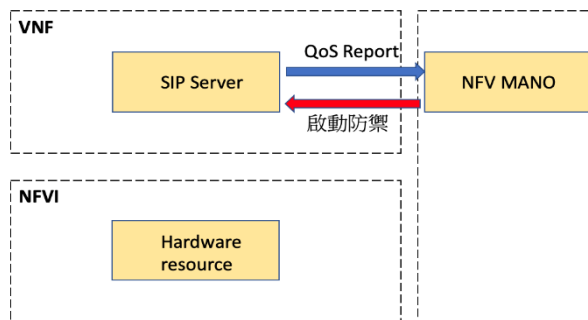 VNF
QoS Report
SIP Server
NFV MANO
啟動防禦
NFVI
Hardware
resource